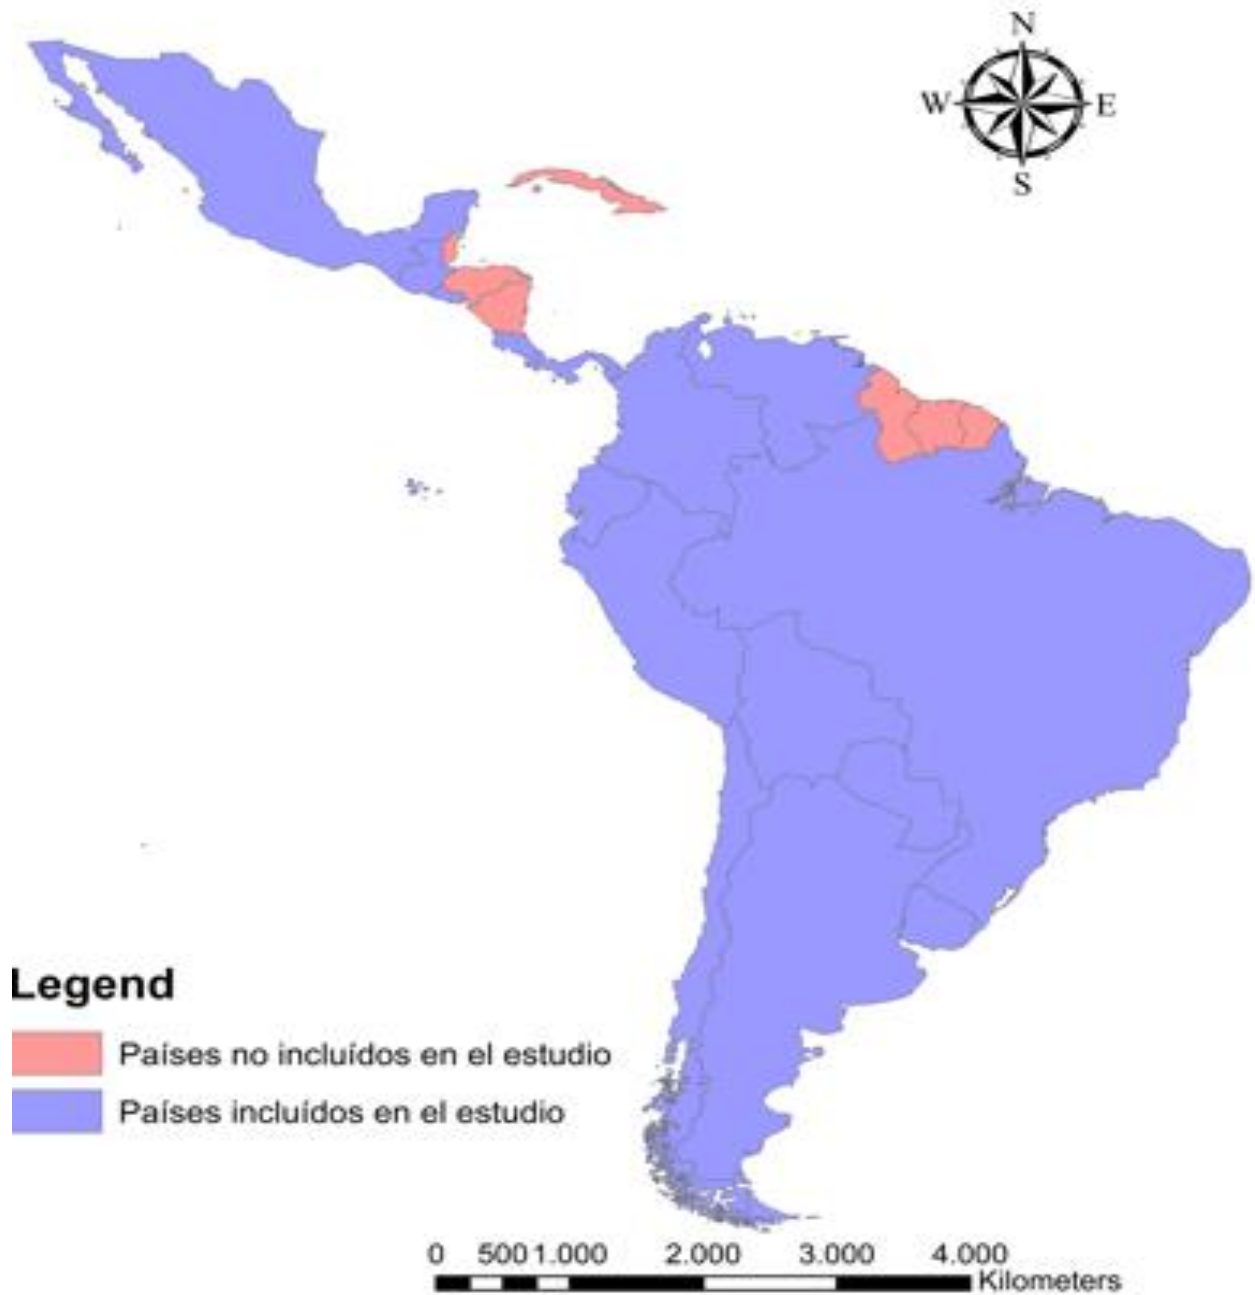 N
W E
S
Legend
Países no incluídos en el estudio
Países incluídos en el estudio
0 500 1.000 2.000 3.000 4.000
Kilometers